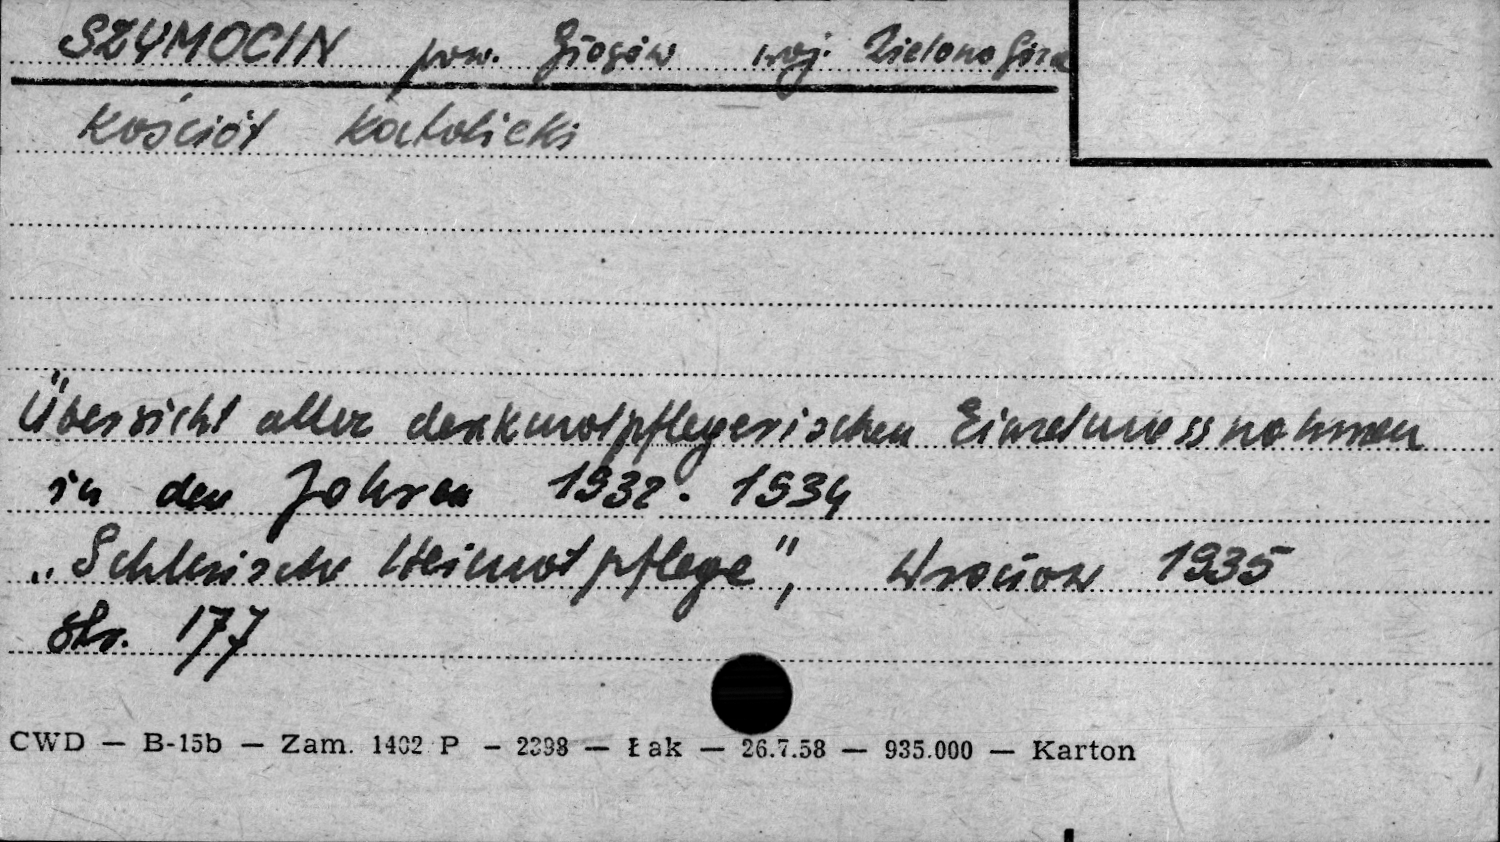 SZYMOCIN pow. Głogów woj. Zielona Góra
Kościół Katolicki
Übersicht aller denkmalpflegerischen Einzelmassnahmen
in den Jahren 1932-1934
„Schlesische Heimatpflege", Wrocław 1935
str. 177
CWD — B-15b — Zam. 1402 P — 2398 — Łak — 26.7.58 — 935.000 — Karton